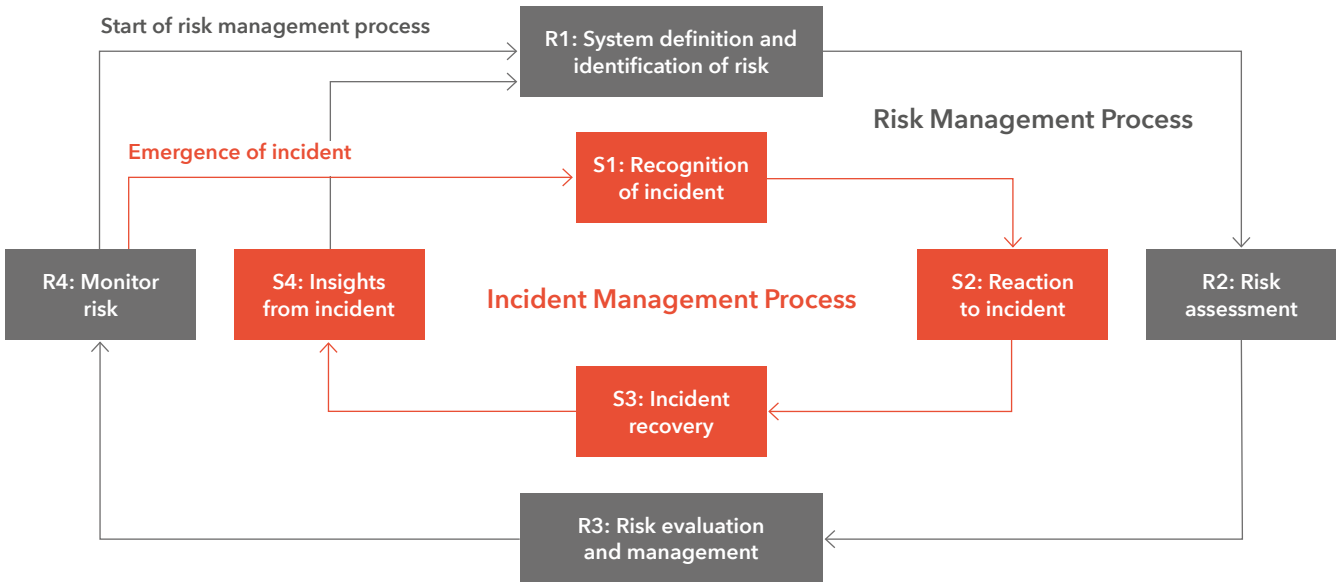 Start of risk management process
R1: System definition and
identification of risk
Risk Management Process
Emergence of incident
S1: Recognition
of incident
R4: Monitor
risk
S4: Insights
from incident
Incident Management Process
S2: Reaction
to incident
R2: Risk
assessment
S3: Incident
recovery
R3: Risk evaluation
and management